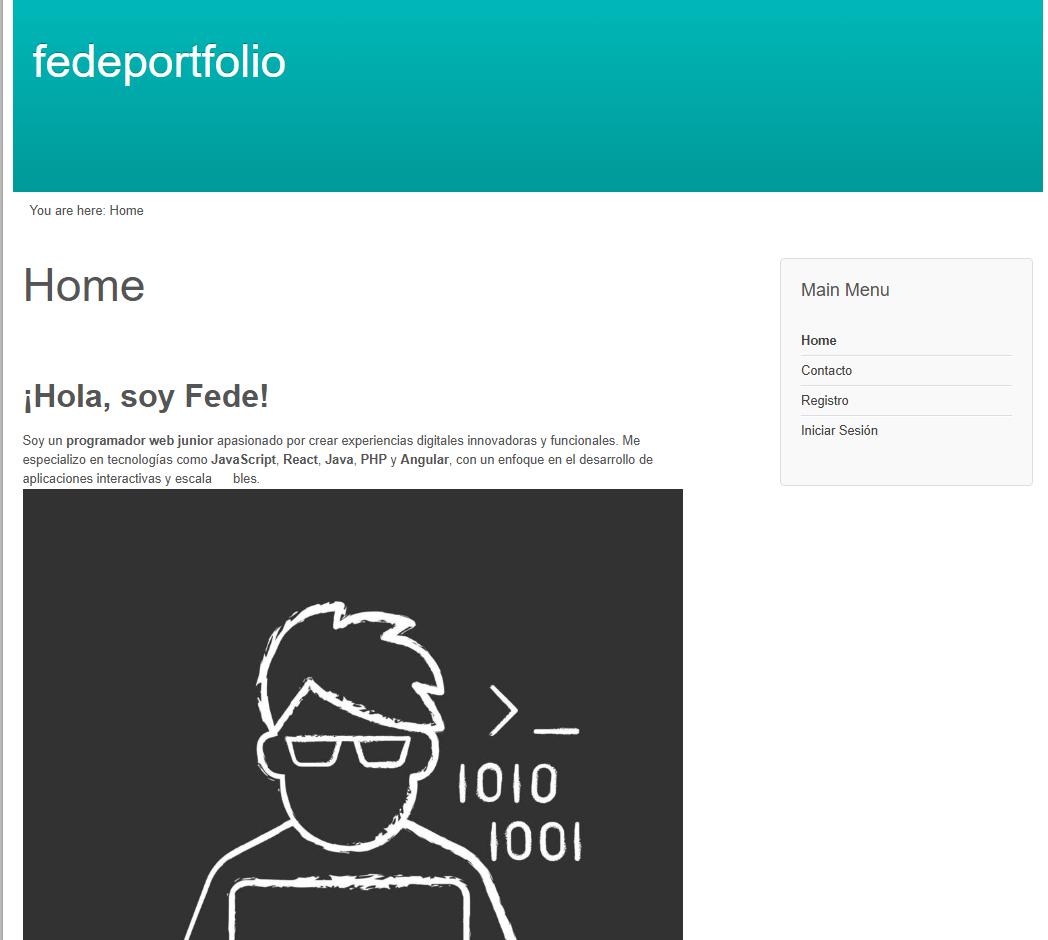 fedeportfolio
You are here: Home
Home
Main Menu
Home
Contacto
Registro
Iniciar Sesión
¡Hola, soy Fede!
Soy un programador web junior apasionado por crear experiencias digitales innovadoras y funcionales. Me
especializo en tecnologías como JavaScript, React, Java, PHP y Angular, con un enfoque en el desarrollo de
aplicaciones interactivas y escala bles.
>_
1010
1001